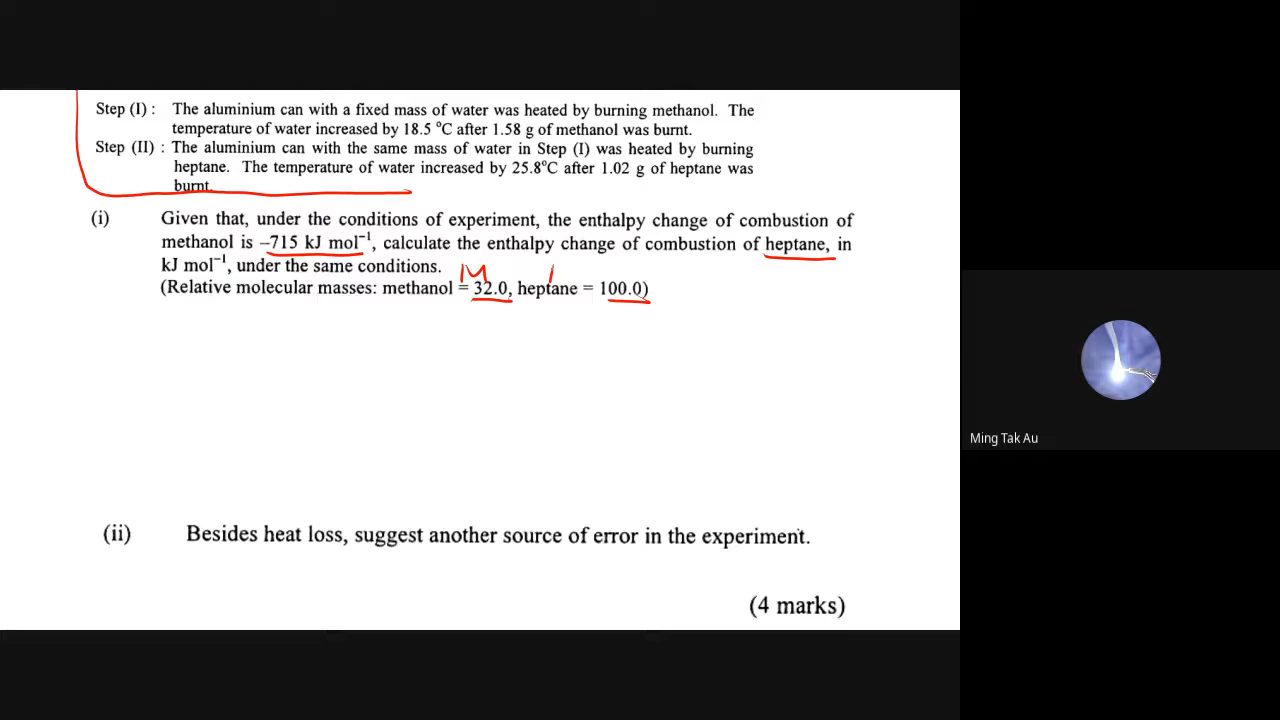 Step (I) : The aluminium can with a fixed mass of water was heated by burning methanol. The
temperature of water increased by 18.5 °C after 1.58 g of methanol was burnt.
Step (II) : The aluminium can with the same mass of water in Step (I) was heated by burning
heptane. The temperature of water increased by 25.8°C after 1.02 g of heptane was
burnt.
(i) Given that, under the conditions of experiment, the enthalpy change of combustion of
methanol is −715 kJ mol⁻¹, calculate the enthalpy change of combustion of heptane, in
kJ mol⁻¹, under the same conditions.
(Relative molecular masses: methanol = 32.0, heptane = 100.0)
(ii) Besides heat loss, suggest another source of error in the experiment.
(4 marks)
Ming Tak Au